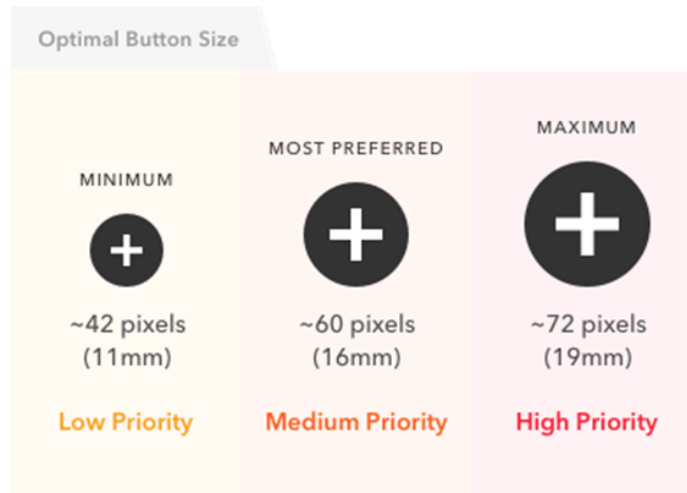 Optimal Button Size
MINIMUM
~42 pixels
(11mm)
Low Priority
MOST PREFERRED
~60 pixels
(16mm)
Medium Priority
MAXIMUM
~72 pixels
(19mm)
High Priority